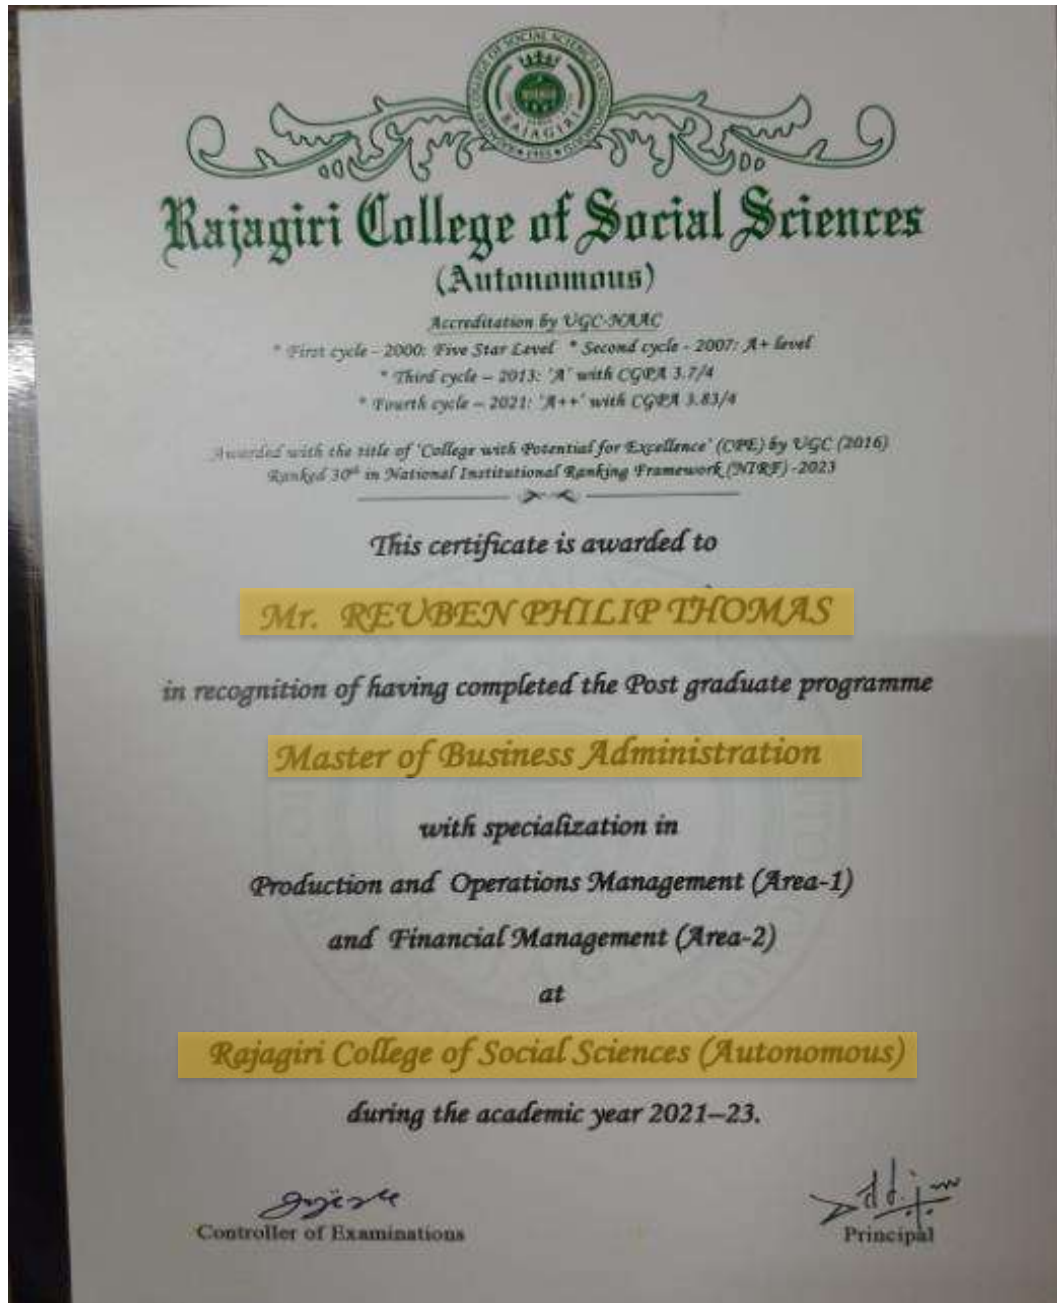 RAJAGIRI
Rajagiri College of Social Sciences
(Autonomous)
Accreditation by UGC-NAAC
* First cycle - 2000: Five Star Level * Second cycle - 2007: A+ level
* Third cycle – 2013: 'A' with CGPA 3.7/4
* Fourth cycle – 2021: 'A++' with CGPA 3.83/4
Awarded with the title of 'College with Potential for Excellence' (CPE) by UGC (2016)
Ranked 30th in National Institutional Ranking Framework (NIRF) -2023
This certificate is awarded to
Mr. REUBEN PHILIP THOMAS
in recognition of having completed the Post graduate programme
Master of Business Administration
with specialization in
Production and Operations Management (Area-1)
and Financial Management (Area-2)
at
Rajagiri College of Social Sciences (Autonomous)
during the academic year 2021–23.
Controller of Examinations
Principal